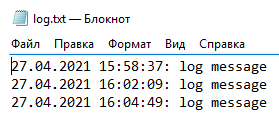 log.txt — Блокнот
Файл Правка Формат Вид Справка
27.04.2021 15:58:37: log message
27.04.2021 16:02:09: log message
27.04.2021 16:04:49: log message